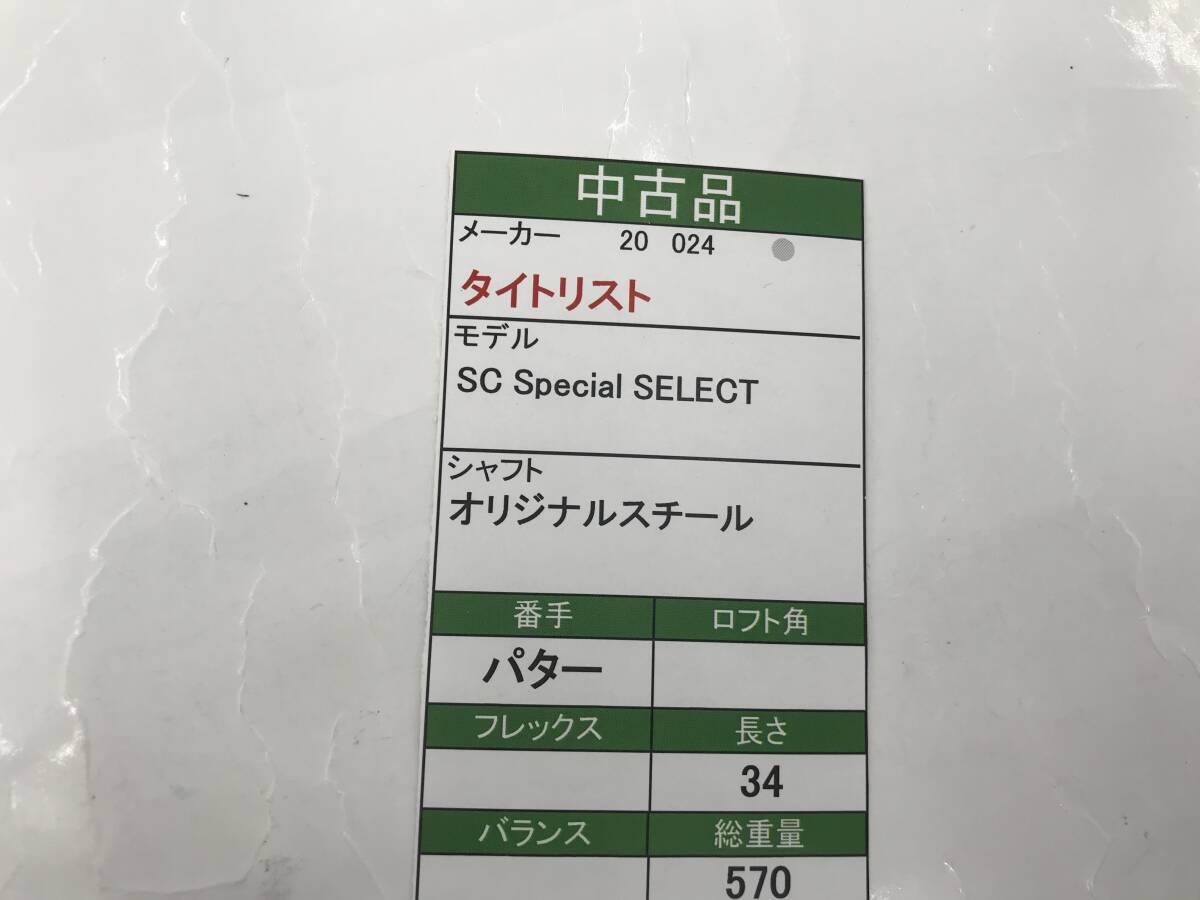 中古品
メーカー 20 024
タイトリスト
モデル
SC Special SELECT
シャフト
オリジナルスチール
番手 ロフト角
パター
フレックス 長さ
34
バランス 総重量
570